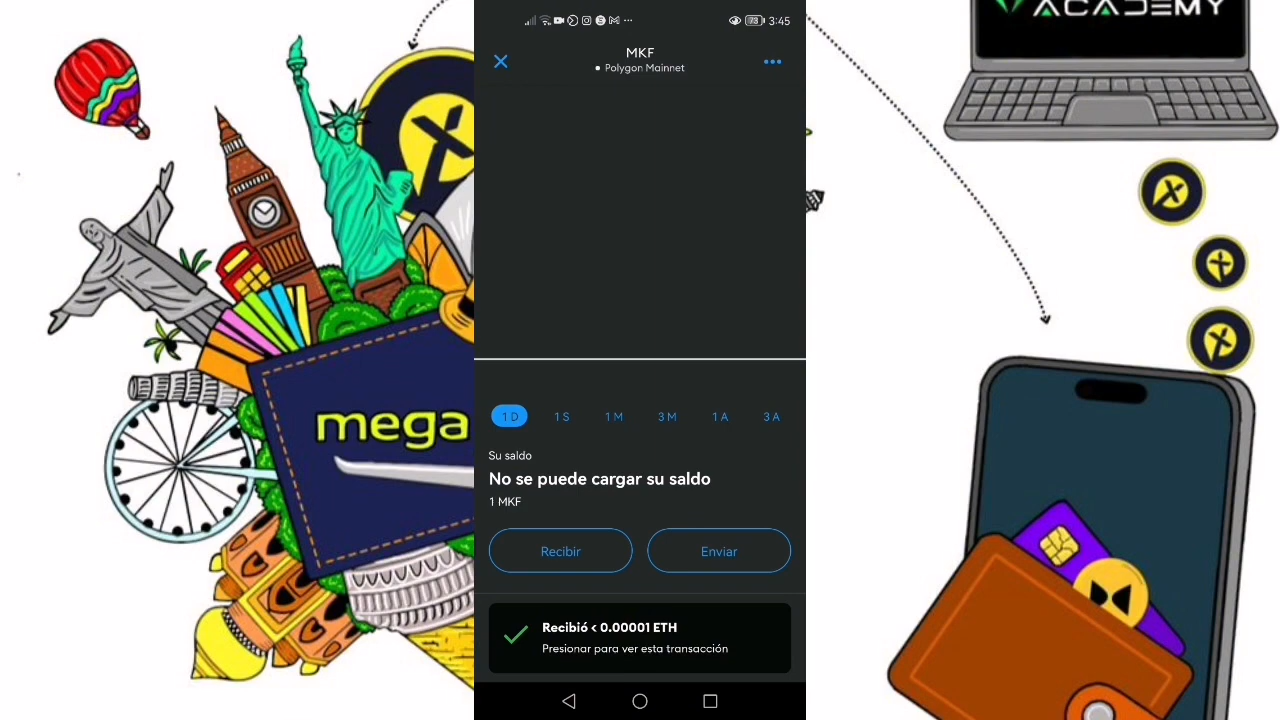 ACADEMY
3:45
73
MKF
Polygon Mainnet
mega
1 D 1 S 1 M 3 M 1 A 3 A
Su saldo
No se puede cargar su saldo
1 MKF
Recibir Enviar
Recibió < 0.00001 ETH
Presionar para ver esta transacción